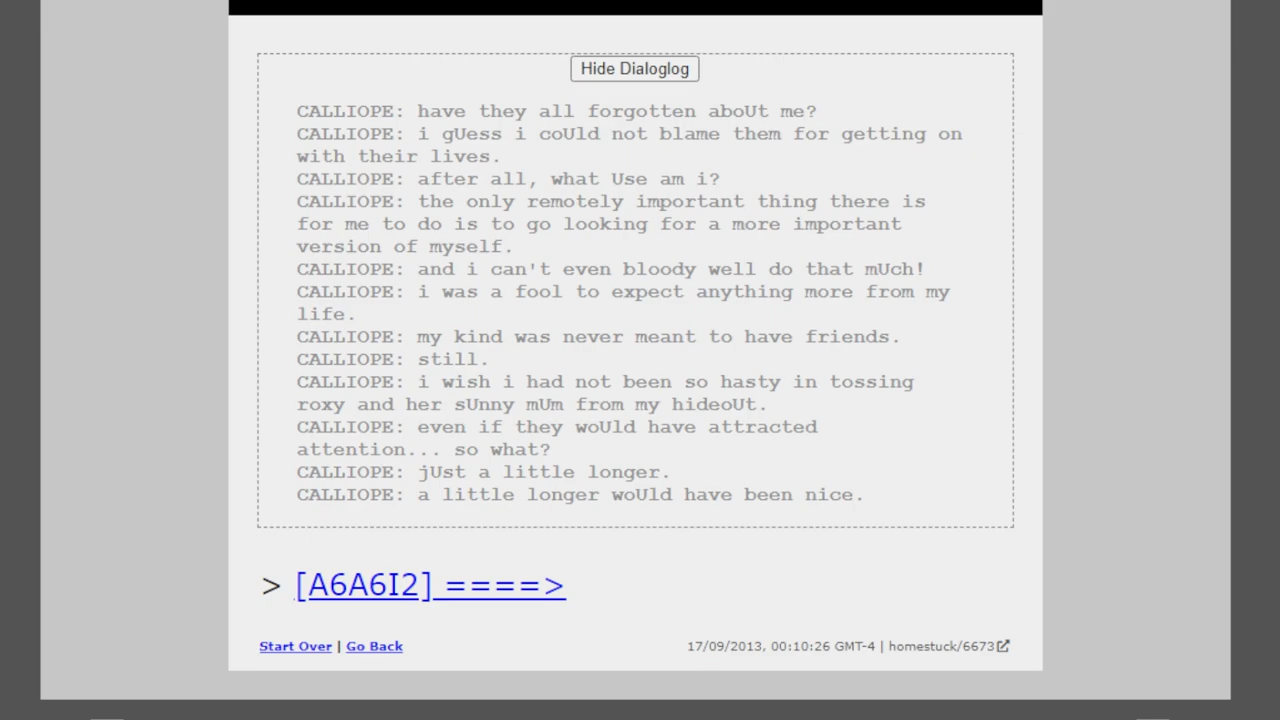 Hide Dialoglog
CALLIOPE: have they all forgotten aboUt me?
CALLIOPE: i gUess i coUld not blame them for getting on
with their lives.
CALLIOPE: after all, what Use am i?
CALLIOPE: the only remotely important thing there is
for me to do is to go looking for a more important
version of myself.
CALLIOPE: and i can't even bloody well do that mUch!
CALLIOPE: i was a fool to expect anything more from my
life.
CALLIOPE: my kind was never meant to have friends.
CALLIOPE: still.
CALLIOPE: i wish i had not been so hasty in tossing
roxy and her sUnny mUm from my hideoUt.
CALLIOPE: even if they woUld have attracted
attention... so what?
CALLIOPE: jUst a little longer.
CALLIOPE: a little longer woUld have been nice.
> [A6A6I2] ====>
Start Over | Go Back 17/09/2013, 00:10:26 GMT-4 | homestuck/6673